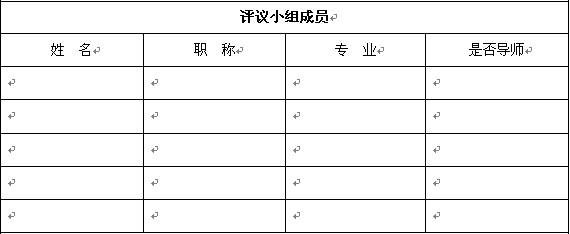 评议小组成员
姓　名　职　称　专　业　是否导师